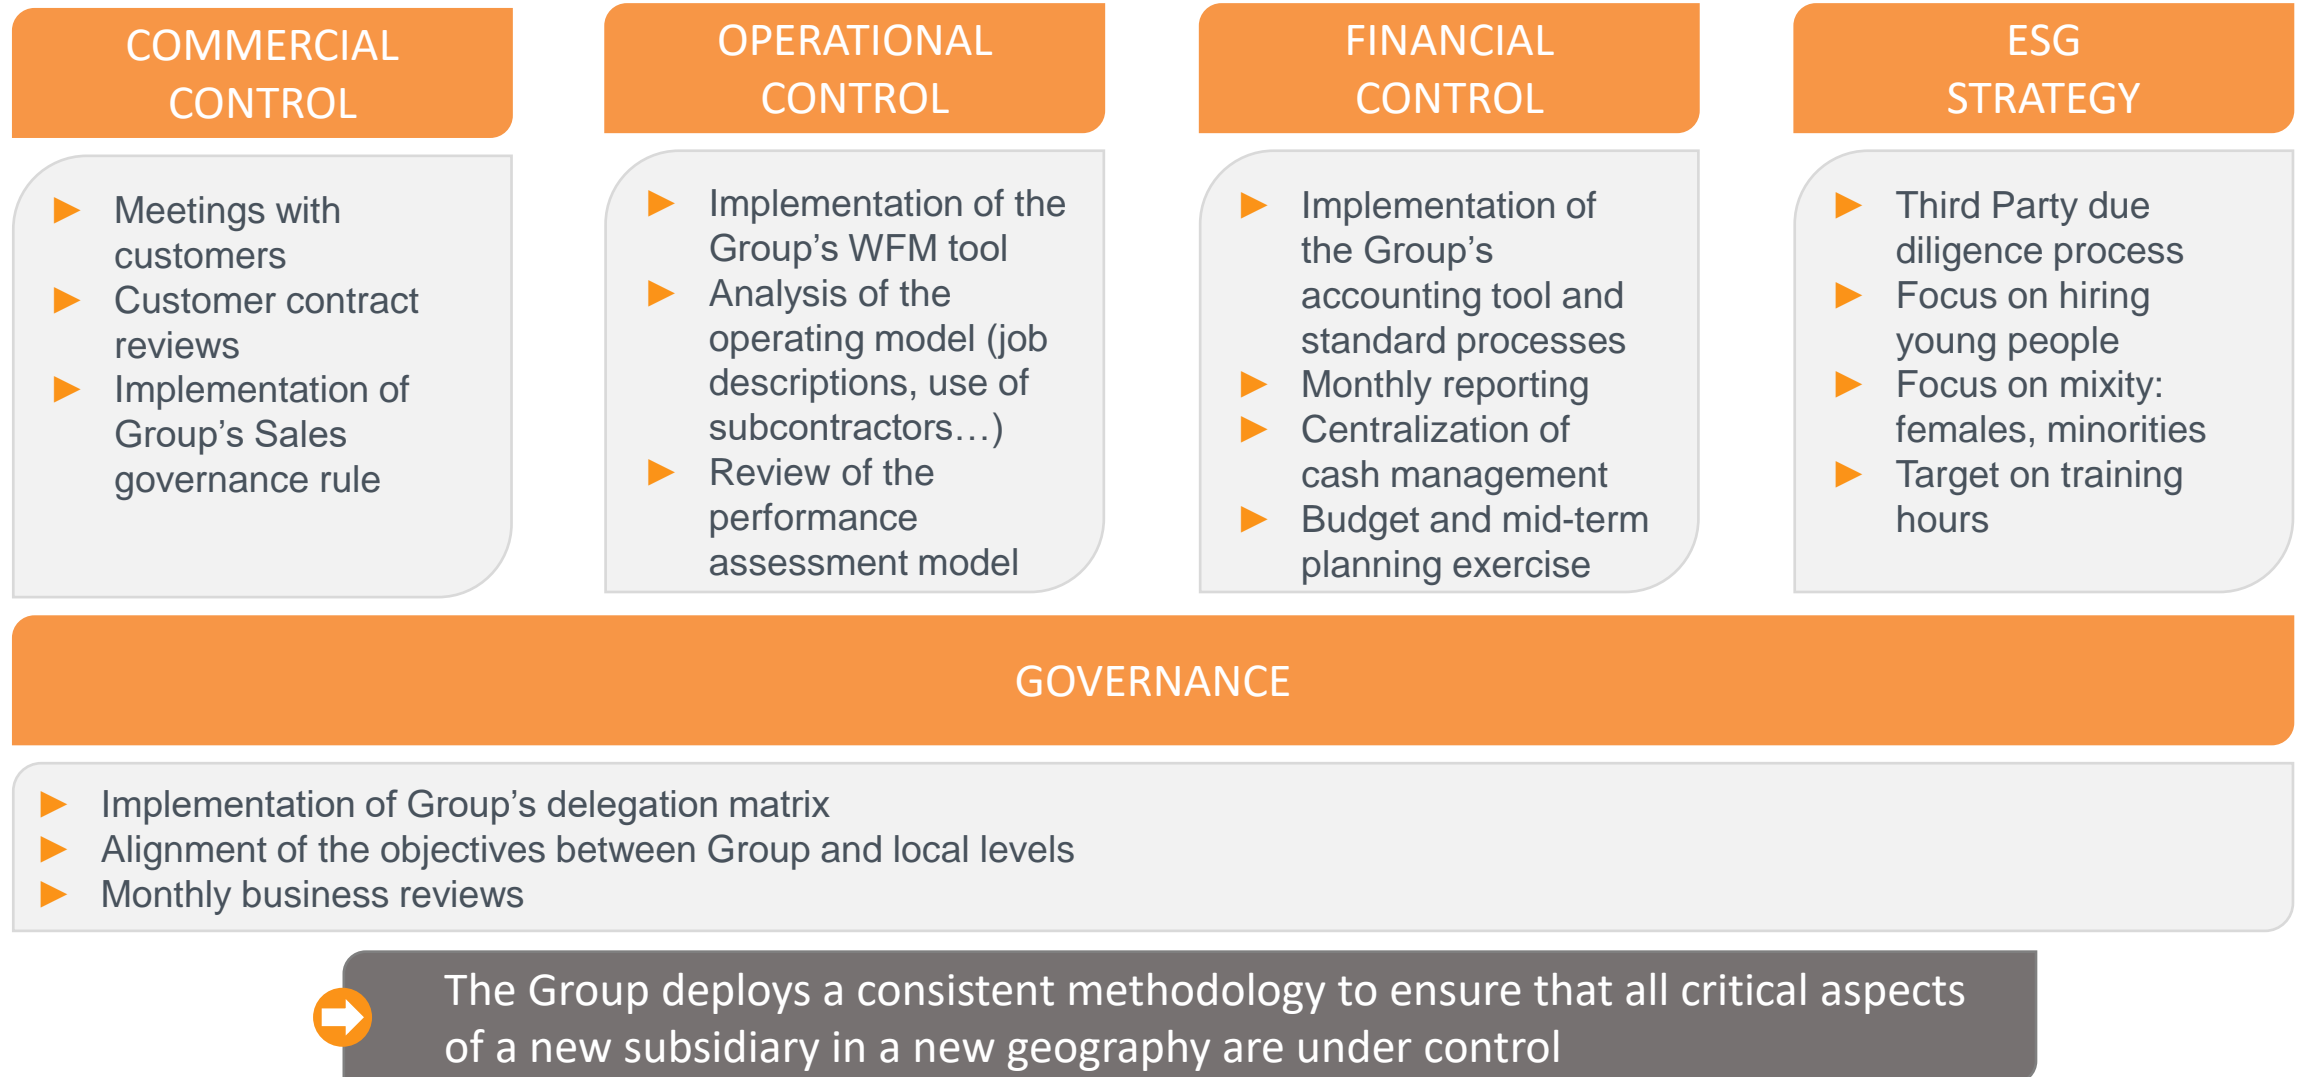 COMMERCIAL
CONTROL
Meetings with
customers
Customer contract
reviews
Implementation of
Group’s Sales
governance rule
OPERATIONAL
CONTROL
Implementation of the
Group’s WFM tool
Analysis of the
operating model (job
descriptions, use of
subcontractors…)
Review of the
performance
assessment model
FINANCIAL
CONTROL
Implementation of
the Group’s
accounting tool and
standard processes
Monthly reporting
Centralization of
cash management
Budget and mid-term
planning exercise
ESG
STRATEGY
Third Party due
diligence process
Focus on hiring
young people
Focus on mixity:
females, minorities
Target on training
hours
GOVERNANCE
Implementation of Group’s delegation matrix
Alignment of the objectives between Group and local levels
Monthly business reviews
The Group deploys a consistent methodology to ensure that all critical aspects
of a new subsidiary in a new geography are under control